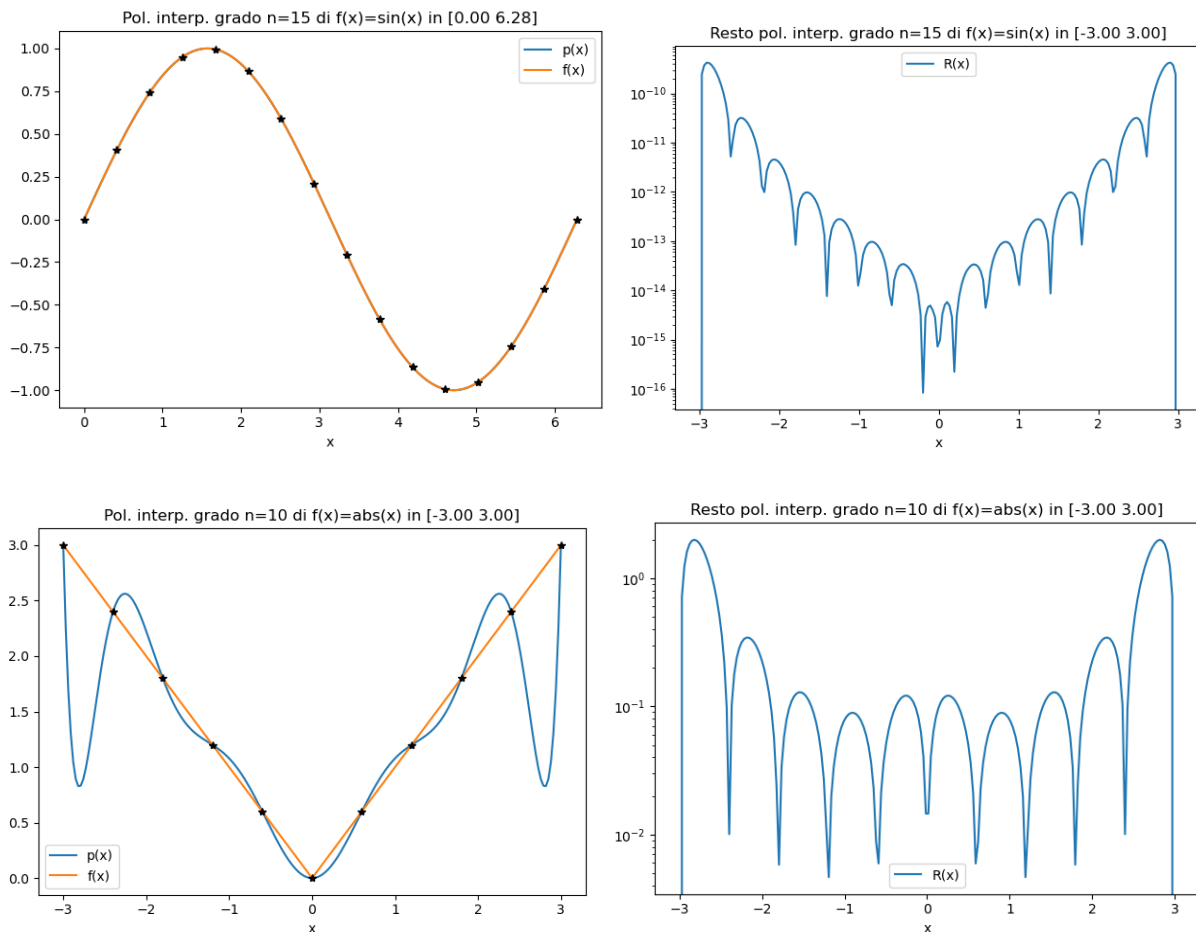 Pol. interp. grado n=15 di f(x)=sin(x) in [0.00 6.28]
1.00
0.75
0.50
0.25
0.00
−0.25
−0.50
−0.75
−1.00
p(x)
f(x)
0 1 2 3 4 5 6
x
Resto pol. interp. grado n=15 di f(x)=sin(x) in [-3.00 3.00]
R(x)
10⁻¹⁰
10⁻¹¹
10⁻¹²
10⁻¹³
10⁻¹⁴
10⁻¹⁵
10⁻¹⁶
−3 −2 −1 0 1 2 3
x
Pol. interp. grado n=10 di f(x)=abs(x) in [-3.00 3.00]
3.0
2.5
2.0
1.5
1.0
0.5
0.0
p(x)
f(x)
−3 −2 −1 0 1 2 3
x
Resto pol. interp. grado n=10 di f(x)=abs(x) in [-3.00 3.00]
10⁰
10⁻¹
10⁻²
R(x)
−3 −2 −1 0 1 2 3
x